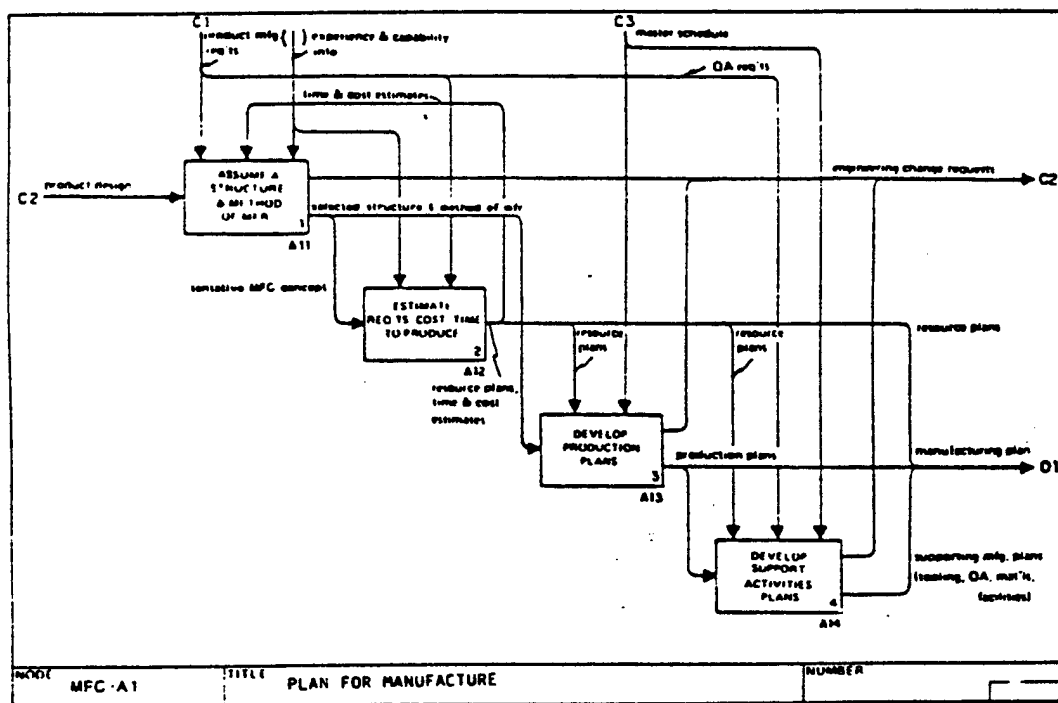 C1
C3
product mfg
req'ts
experience & capability
info
master schedule
QA req'ts
time & cost estimates
C2
product design
ASSUME A
STRUCTURE
& METHOD
OF MFR
1
A11
engineering change requests
C2
selected structure & method of mfr
tentative MFG concept
ESTIMATE
REQ'TS COST TIME
TO PRODUCE
2
A12
resource plans,
time & cost
estimates
resource
plans
resource
plans
resource plans
DEVELOP
PRODUCTION
PLANS
3
A13
production plans
manufacturing plan
O1
DEVELOP
SUPPORT
ACTIVITIES
PLANS
4
A14
supporting mfg. plans
(tooling, QA, mat'ls,
facilities)
NODE
MFG-A1
TITLE
PLAN FOR MANUFACTURE
NUMBER